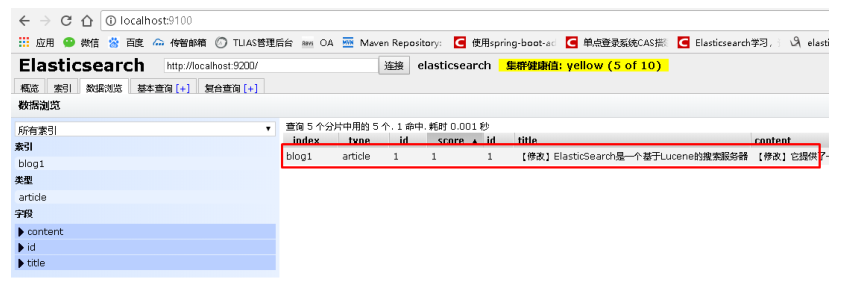 localhost:9100
应用 微信 百度 传智邮箱 TLIAS管理后台 OA Maven Repository: 使用spring-boot-ac 单点登录系统CAS搭 Elasticsearch学习, elasti
Elasticsearch http://localhost:9200/ 连接 elasticsearch 集群健康值: yellow (5 of 10)
概览 索引 数据浏览 基本查询 [+] 复合查询 [+]
数据浏览
所有索引 查询 5 个分片中用的 5 个. 1 命中. 耗时 0.001 秒
索引 index type id score ▲ id title content
blog1 blog1 article 1 1 1 【修改】ElasticSearch是一个基于Lucene的搜索服务器 【修改】它提供了
类型
article
字段
content
id
title